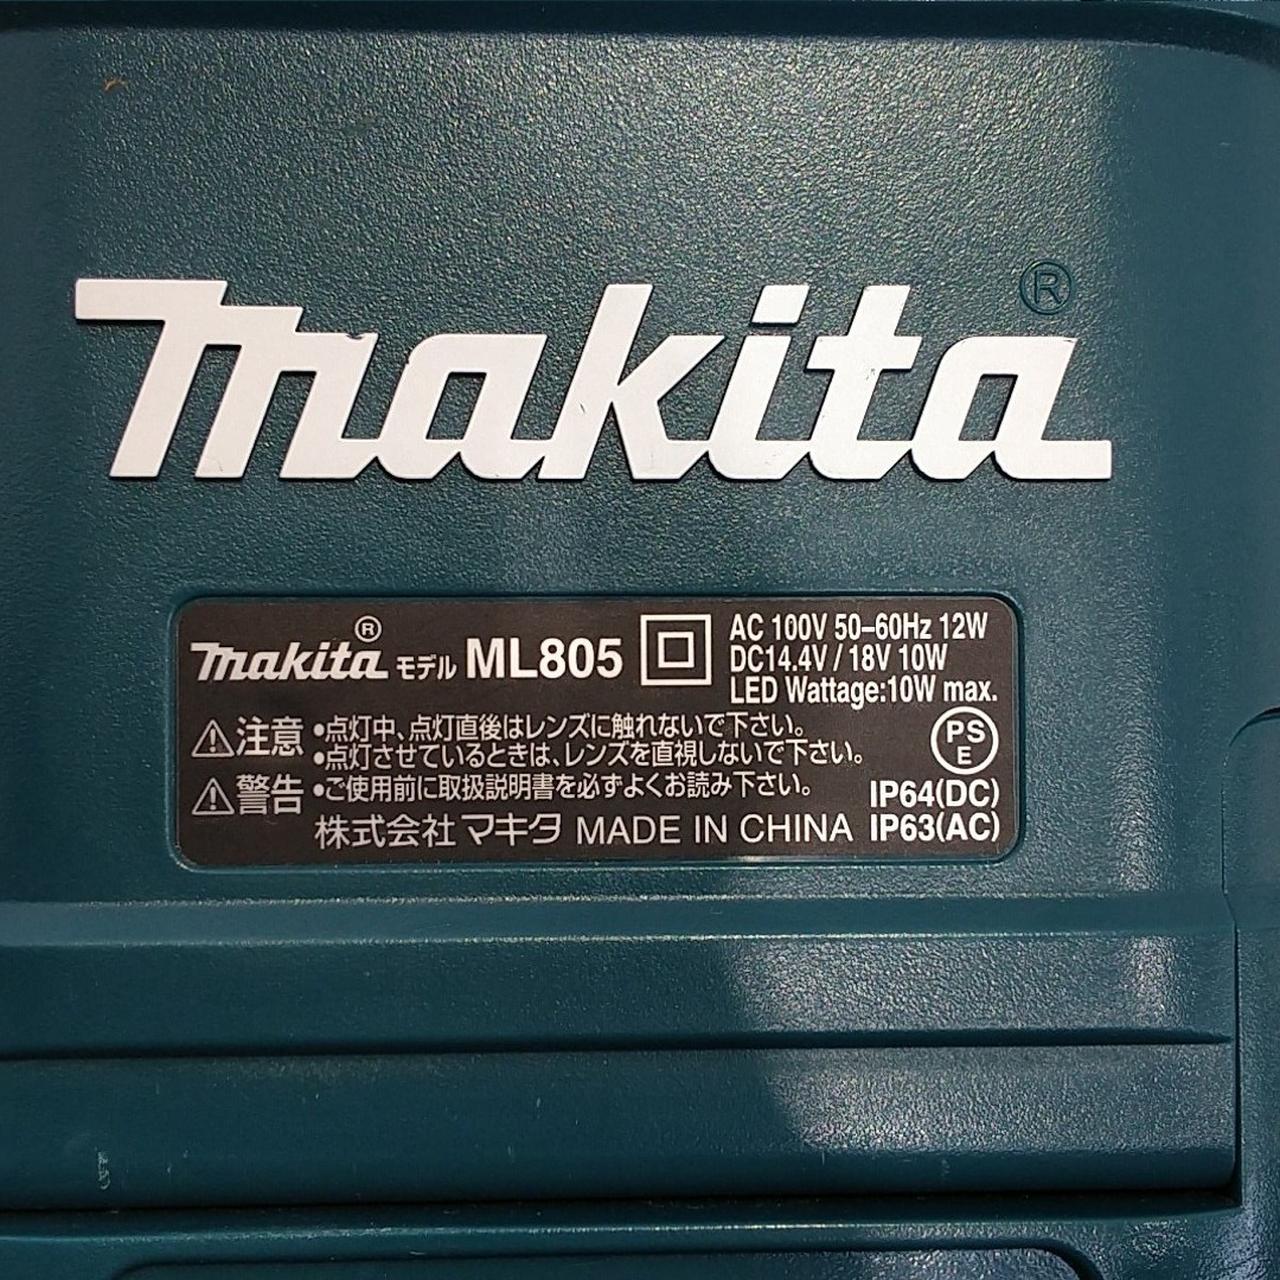 makita®
makita® モデル ML805
AC 100V 50-60Hz 12W
DC14.4V / 18V 10W
LED Wattage:10W max.
⚠注意 •点灯中、点灯直後はレンズに触れないで下さい。
•点灯させているときは、レンズを直視しないで下さい。
PS
E
⚠警告 •ご使用前に取扱説明書を必ずよくお読み下さい。
IP64(DC)
株式会社マキタ MADE IN CHINA IP63(AC)